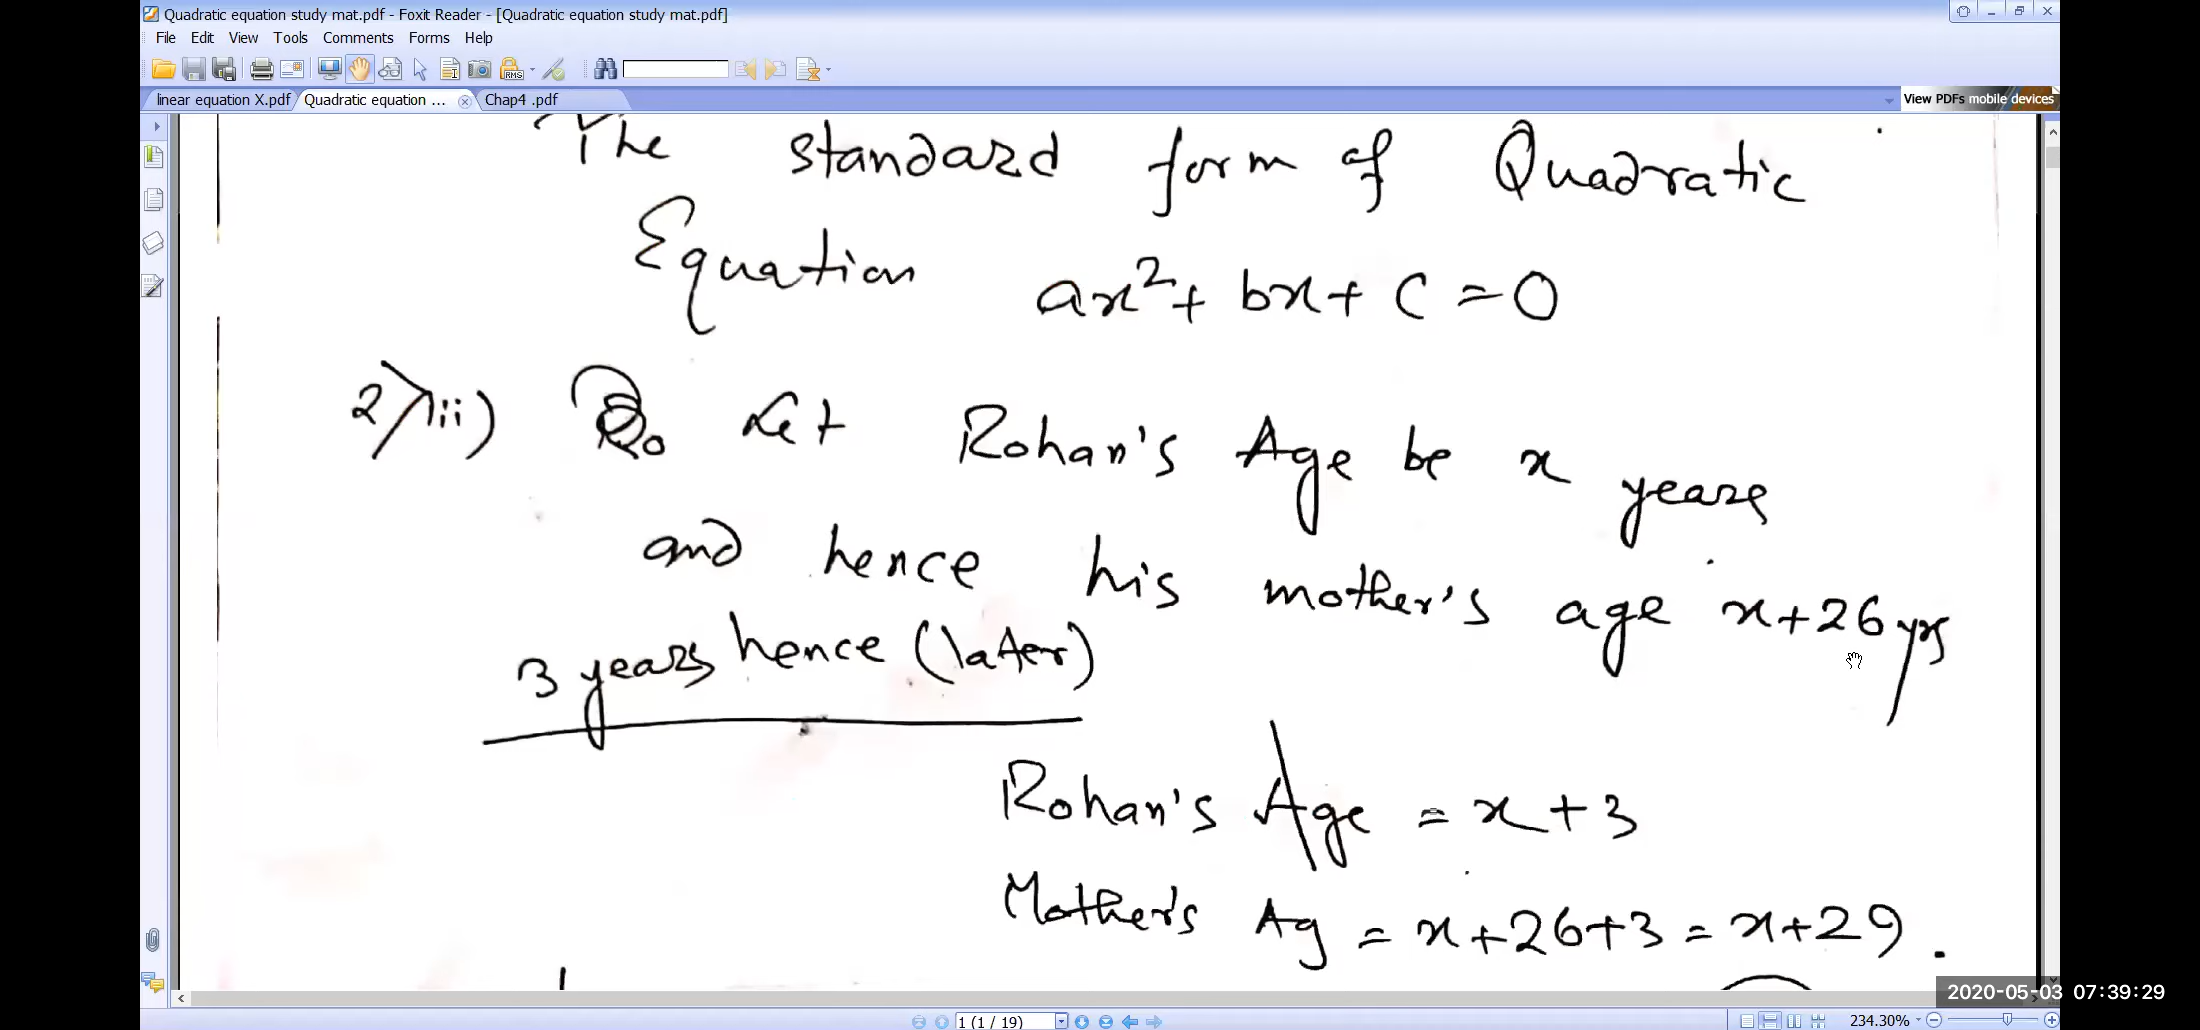 Quadratic equation study mat.pdf - Foxit Reader - [Quadratic equation study mat.pdf]
File Edit View Tools Comments Forms Help
RMS
linear equation X.pdf Quadratic equation ... Chap4 .pdf View PDFs mobile devices
The standard form of Quadratic
Equation ax²+ bx+ c =0
2>iii) Let Rohan's Age be x years
and hence his mother's age x+26 yrs
3 years hence (later)
Rohan's Age = x+3
Mother's Ag = x+26+3 = x+29.
2020-05-03 07:39:29
1 (1 / 19) 234.30%